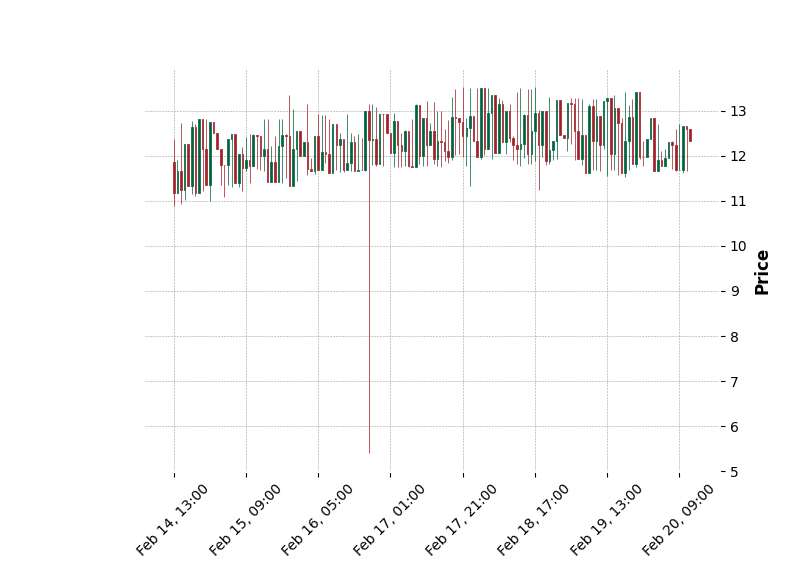 13
12
11
10
9
8
7
6
5
Price
Feb 14, 13:00
Feb 15, 09:00
Feb 16, 05:00
Feb 17, 01:00
Feb 17, 21:00
Feb 18, 17:00
Feb 19, 13:00
Feb 20, 09:00